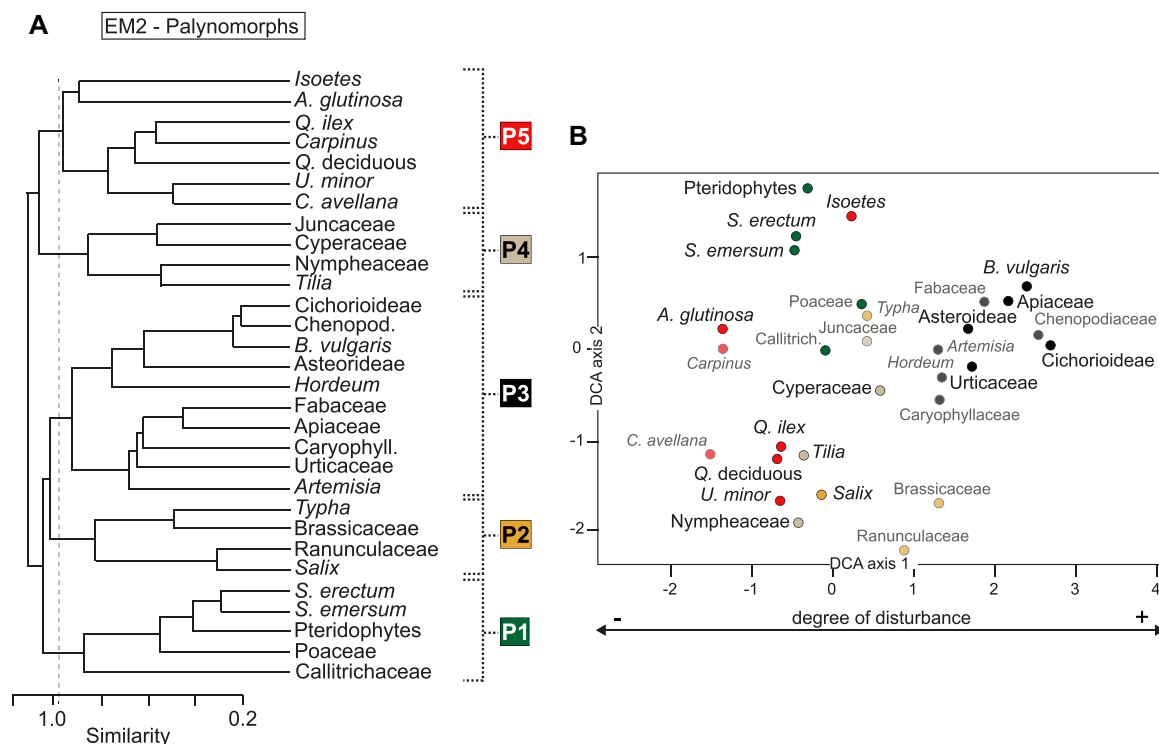 A
EM2 - Palynomorphs
Isoetes
A. glutinosa
Q. ilex
Carpinus
Q. deciduous
U. minor
C. avellana
Juncaceae
Cyperaceae
Nympheaceae
Tilia
Cichorioideae
Chenopod.
B. vulgaris
Asteorideae
Hordeum
Fabaceae
Apiaceae
Caryophyll.
Urticaceae
Artemisia
Typha
Brassicaceae
Ranunculaceae
Salix
S. erectum
S. emersum
Pteridophytes
Poaceae
Callitrichaceae
P5
P4
P3
P2
P1
1.0
0.2
Similarity
B
Pteridophytes
Isoetes
S. erectum
S. emersum
B. vulgaris
Fabaceae
Apiaceae
Poaceae
Typha
Chenopodiaceae
A. glutinosa
Asteroideae
Juncaceae
Callitrich.
Artemisia
Cichorioideae
Carpinus
Hordeum
Urticaceae
Cyperaceae
Caryophyllaceae
C. avellana
Q. ilex
Tilia
Q. deciduous
U. minor
Salix
Brassicaceae
Nympheaceae
Ranunculaceae
1
0
-1
-2
DCA axis 2
DCA axis 1
-2 -1 0 1 2 3 4
- degree of disturbance +